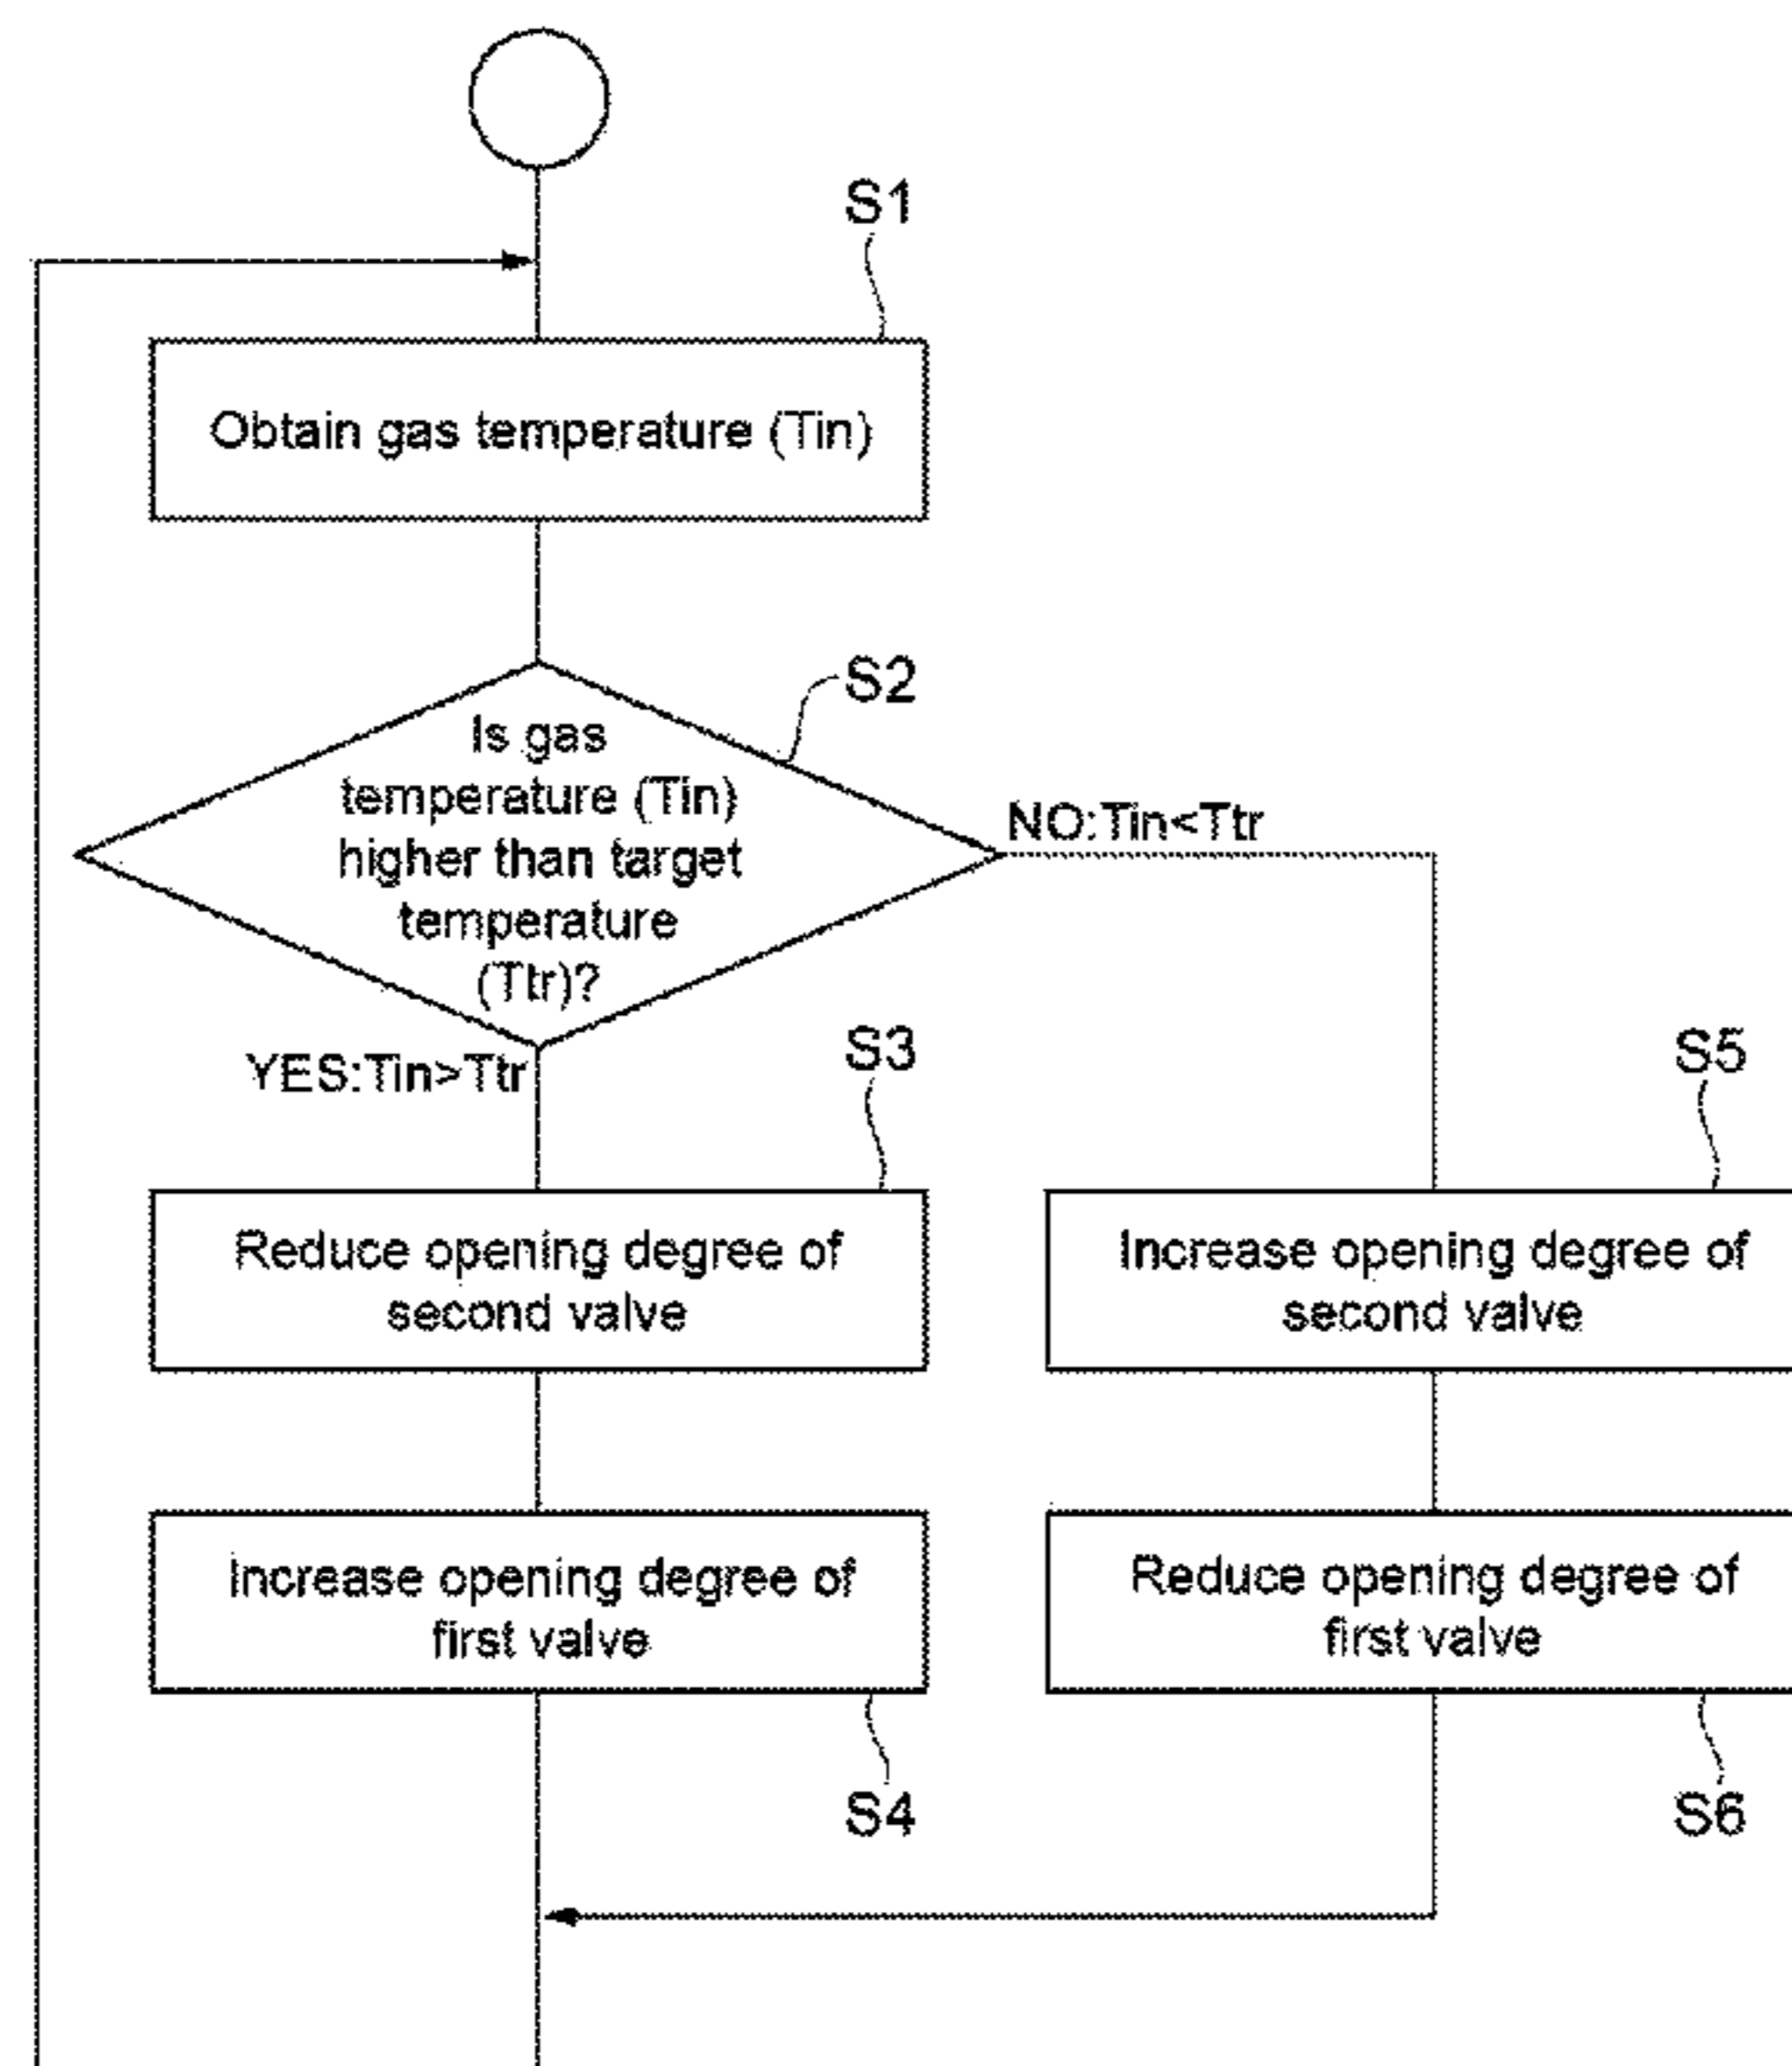 S1
Obtain gas temperature (Tin)
S2
Is gas
temperature (Tin)
higher than target
temperature
(Ttr)?
NO:Tin<Ttr
YES:Tin>Ttr
S3
S5
Reduce opening degree of
second valve
Increase opening degree of
second valve
Increase opening degree of
first valve
Reduce opening degree of
first valve
S4
S6